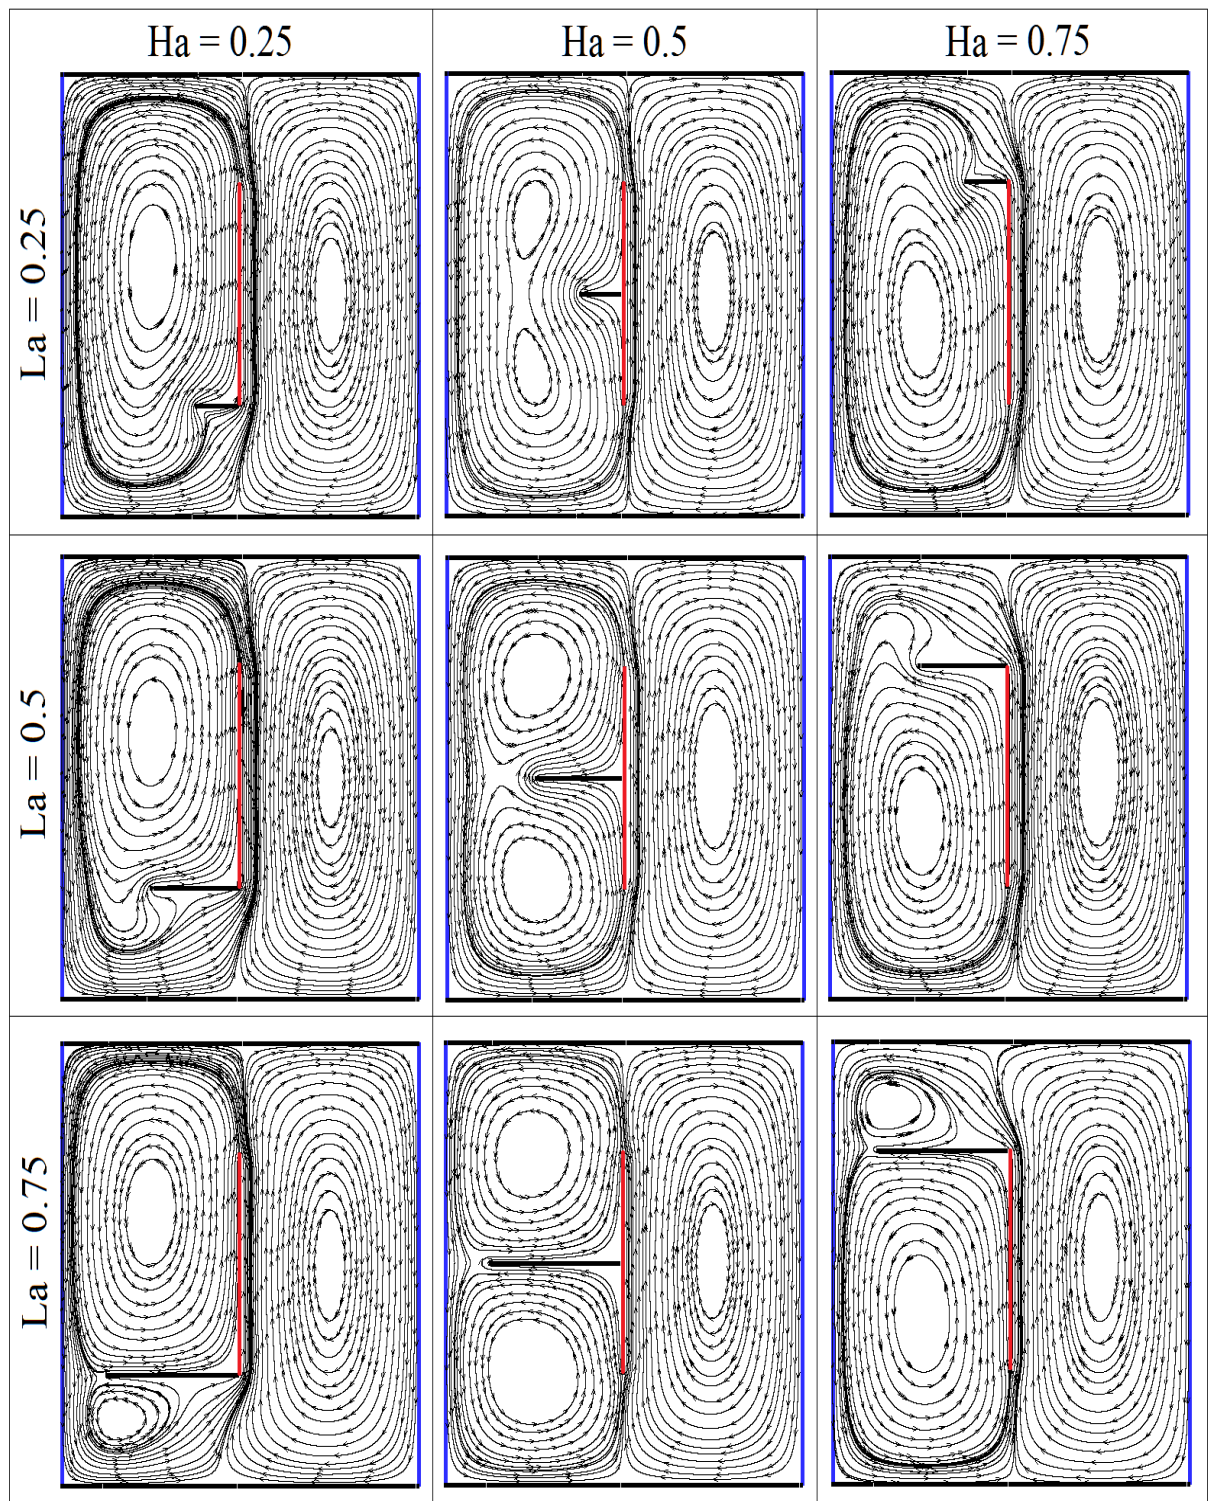 Ha = 0.25
Ha = 0.5
Ha = 0.75
La = 0.25
La = 0.5
La = 0.75